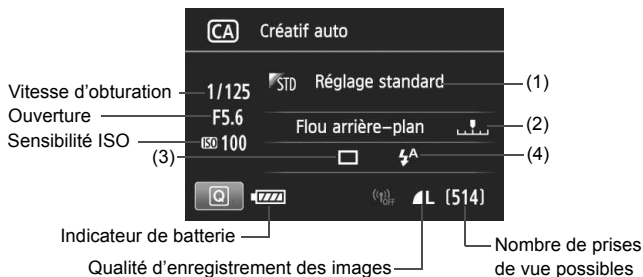 CA Créatif auto
Vitesse d'obturation 1/125 STD Réglage standard (1)
Ouverture F5.6
Flou arrière-plan (2)
Sensibilité ISO ISO 100
(3) A (4)
Q OFF L [514]
Indicateur de batterie
Nombre de prises
de vue possibles
Qualité d'enregistrement des images